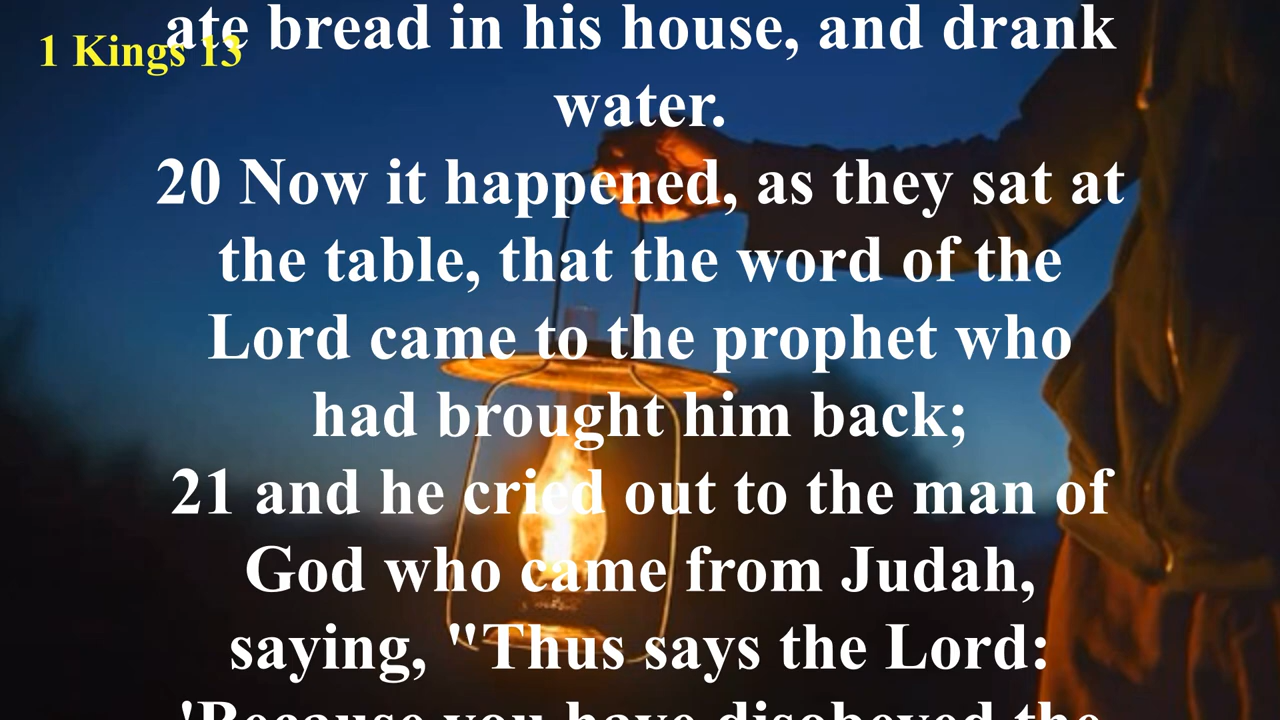 1 Kings 13
ate bread in his house, and drank
water.
20 Now it happened, as they sat at
the table, that the word of the
Lord came to the prophet who
had brought him back;
21 and he cried out to the man of
God who came from Judah,
saying, "Thus says the Lord:
'Because you have disobeyed the